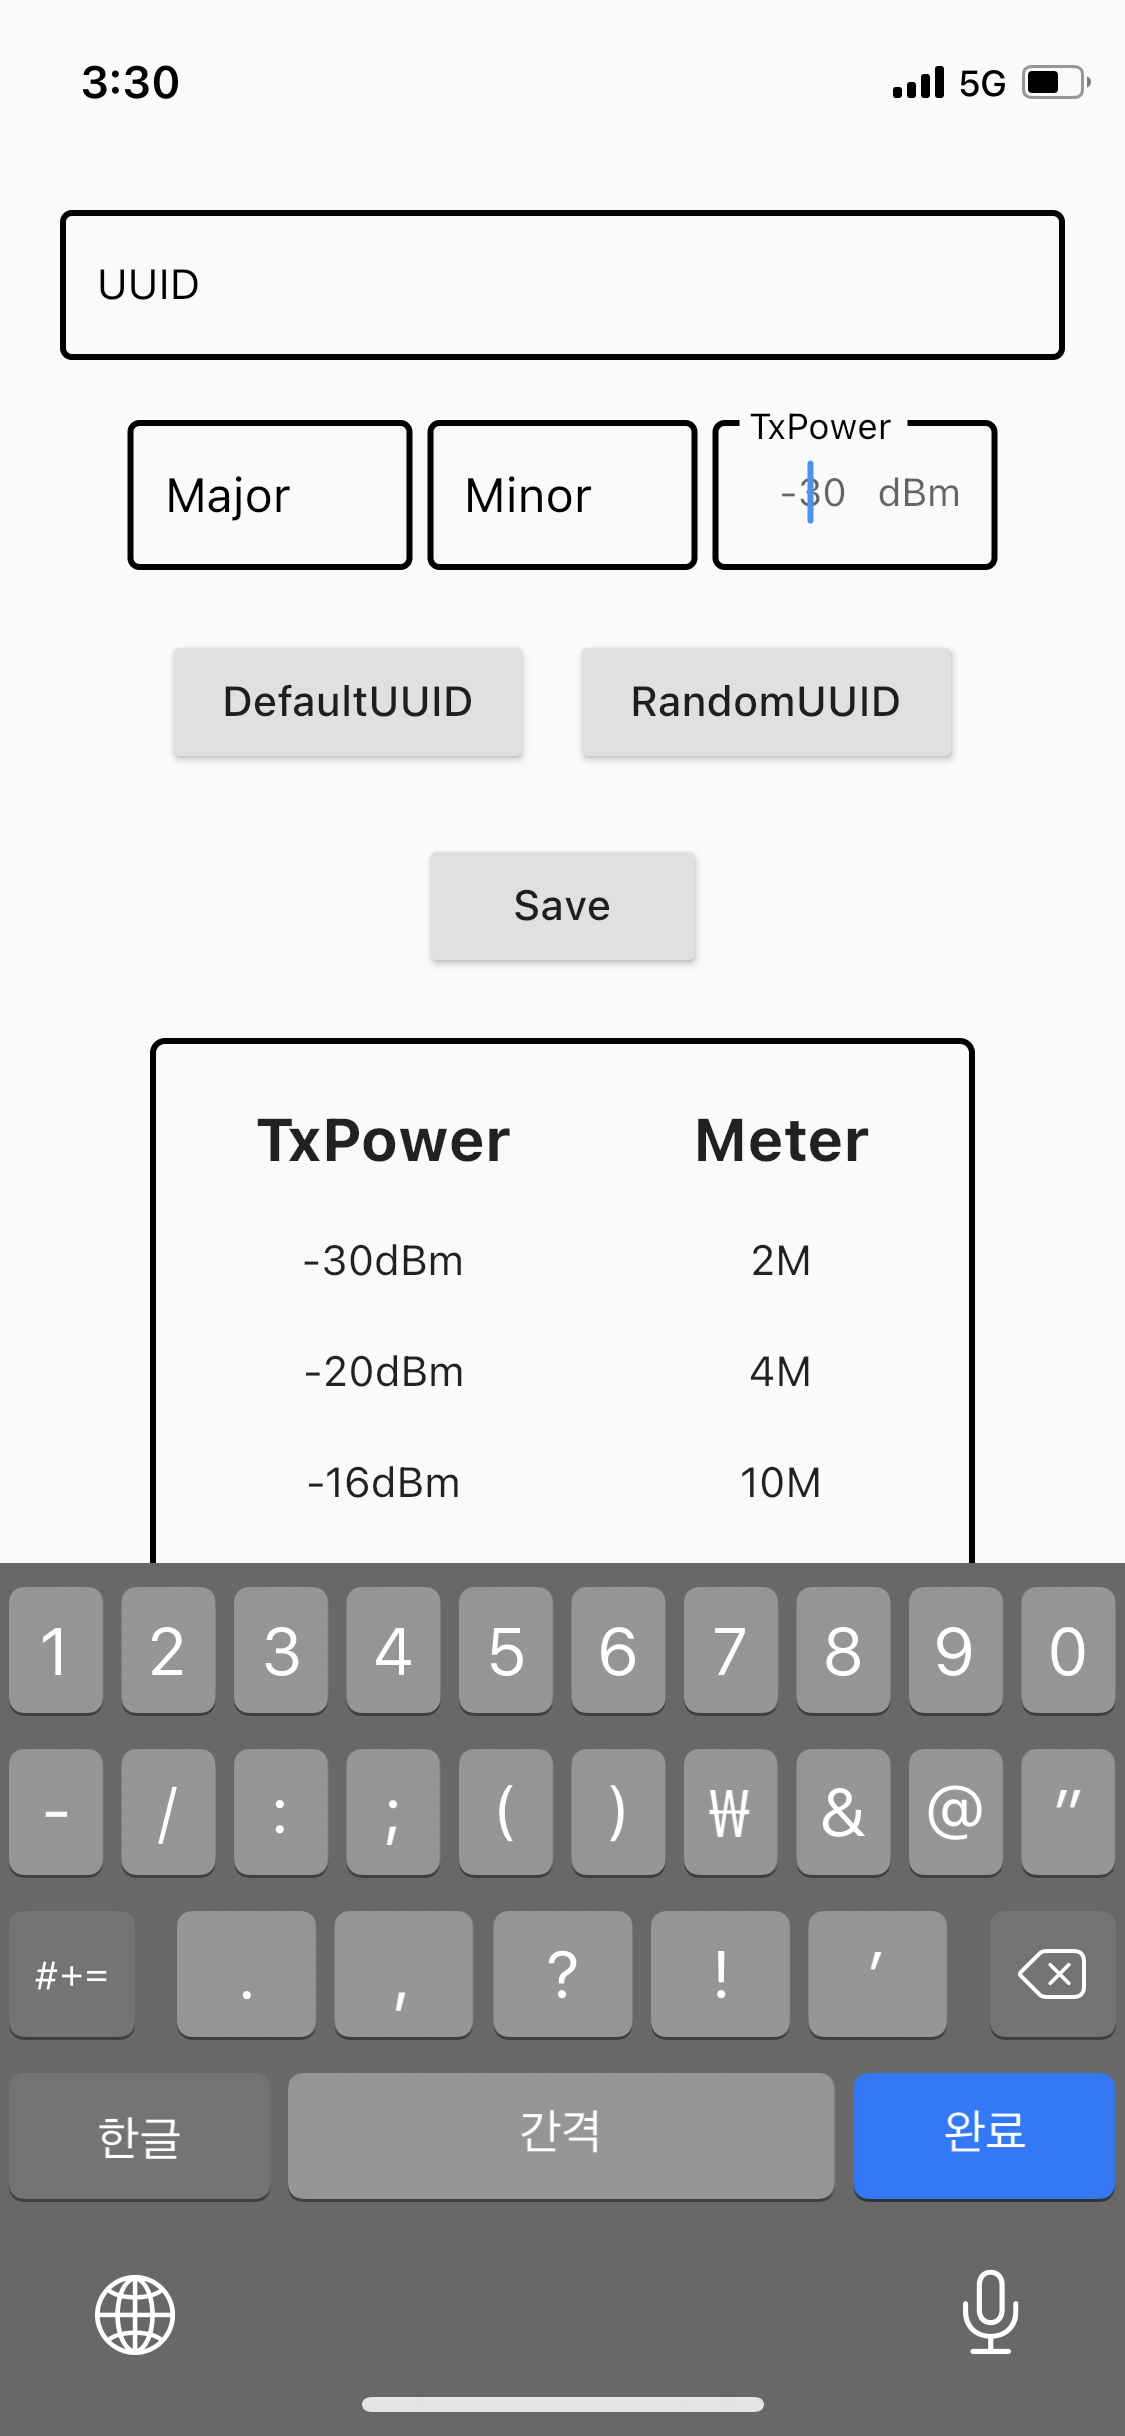 3:30 5G
UUID
TxPower
Major Minor -30 dBm
DefaultUUID RandomUUID
Save
TxPower Meter
-30dBm 2M
-20dBm 4M
-16dBm 10M
1 2 3 4 5 6 7 8 9 0
- / : ; ( ) ₩ & @ "
#+= . , ? ! '
한글 간격 완료